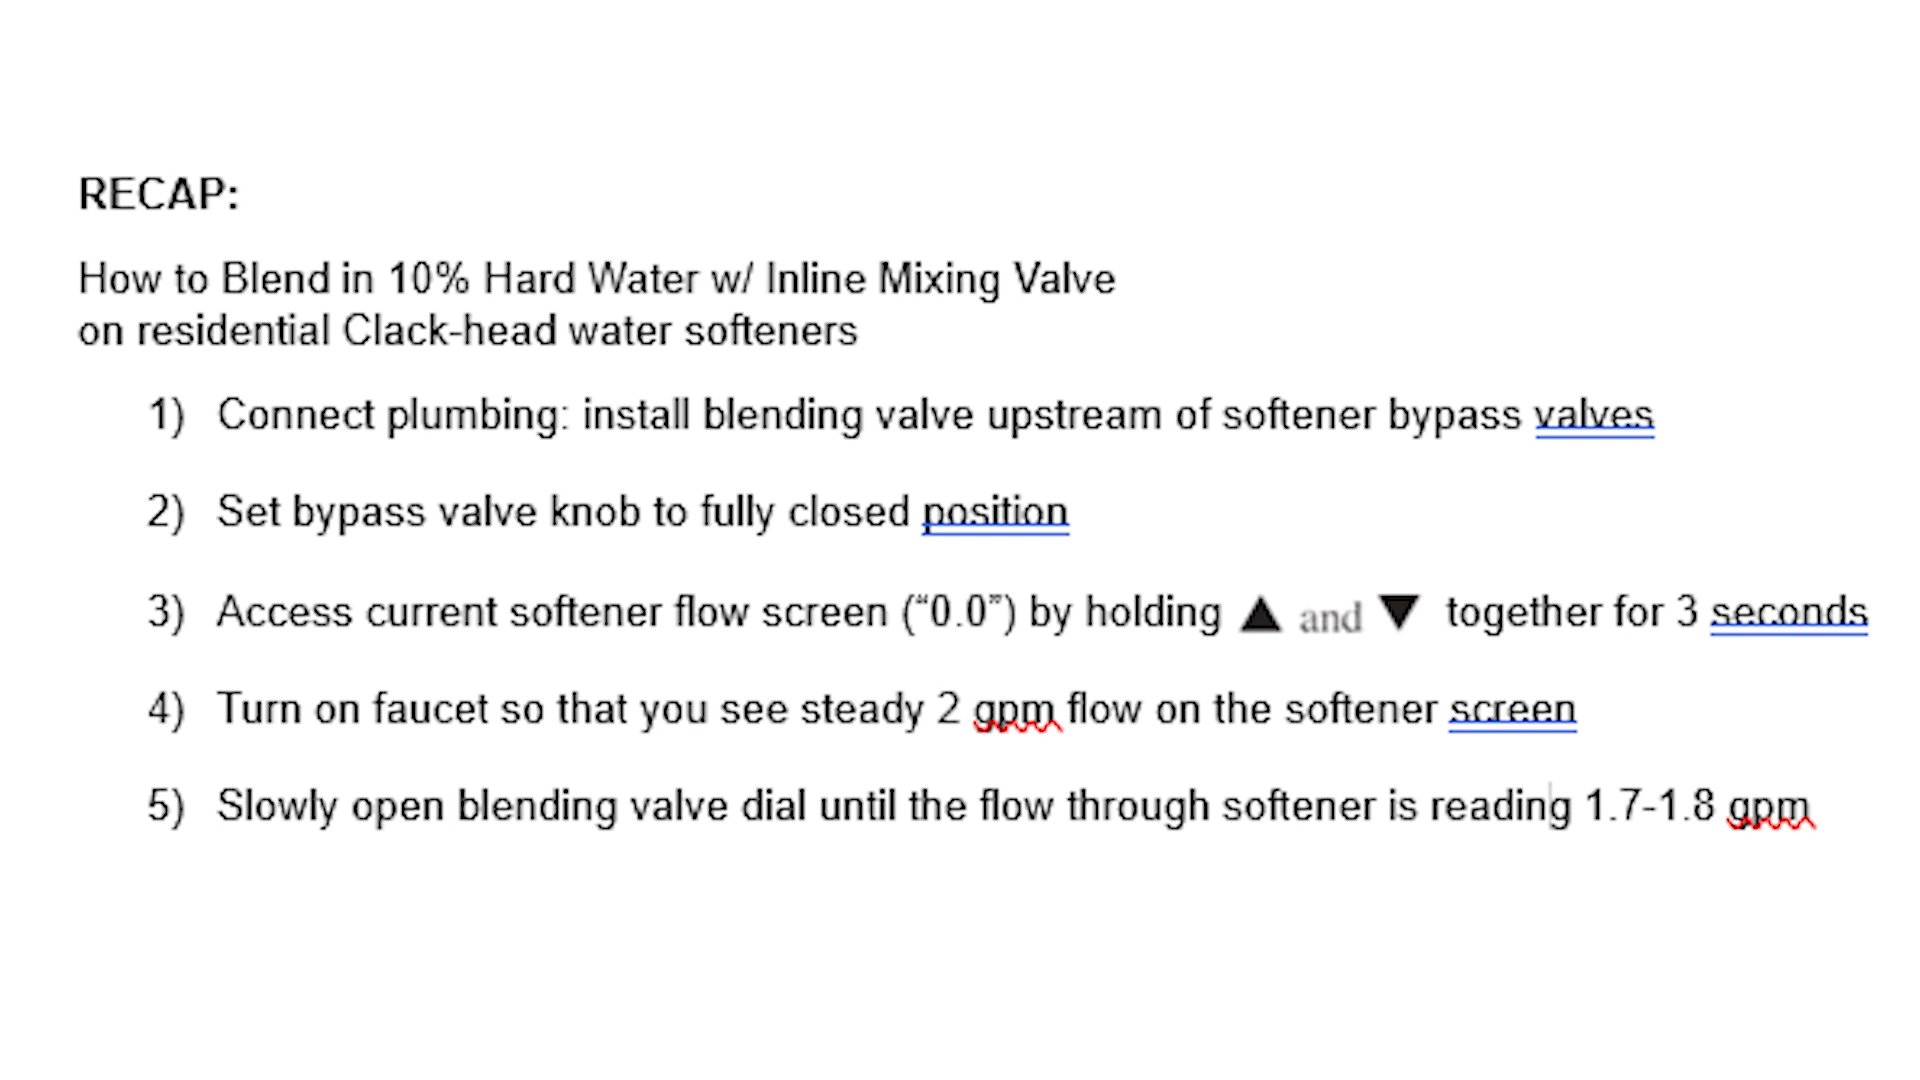 RECAP:
How to Blend in 10% Hard Water w/ Inline Mixing Valve
on residential Clack-head water softeners
1) Connect plumbing: install blending valve upstream of softener bypass valves
2) Set bypass valve knob to fully closed position
3) Access current softener flow screen (“0.0”) by holding ▲ and ▼ together for 3 seconds
4) Turn on faucet so that you see steady 2 gpm flow on the softener screen
5) Slowly open blending valve dial until the flow through softener is reading 1.7-1.8 gpm